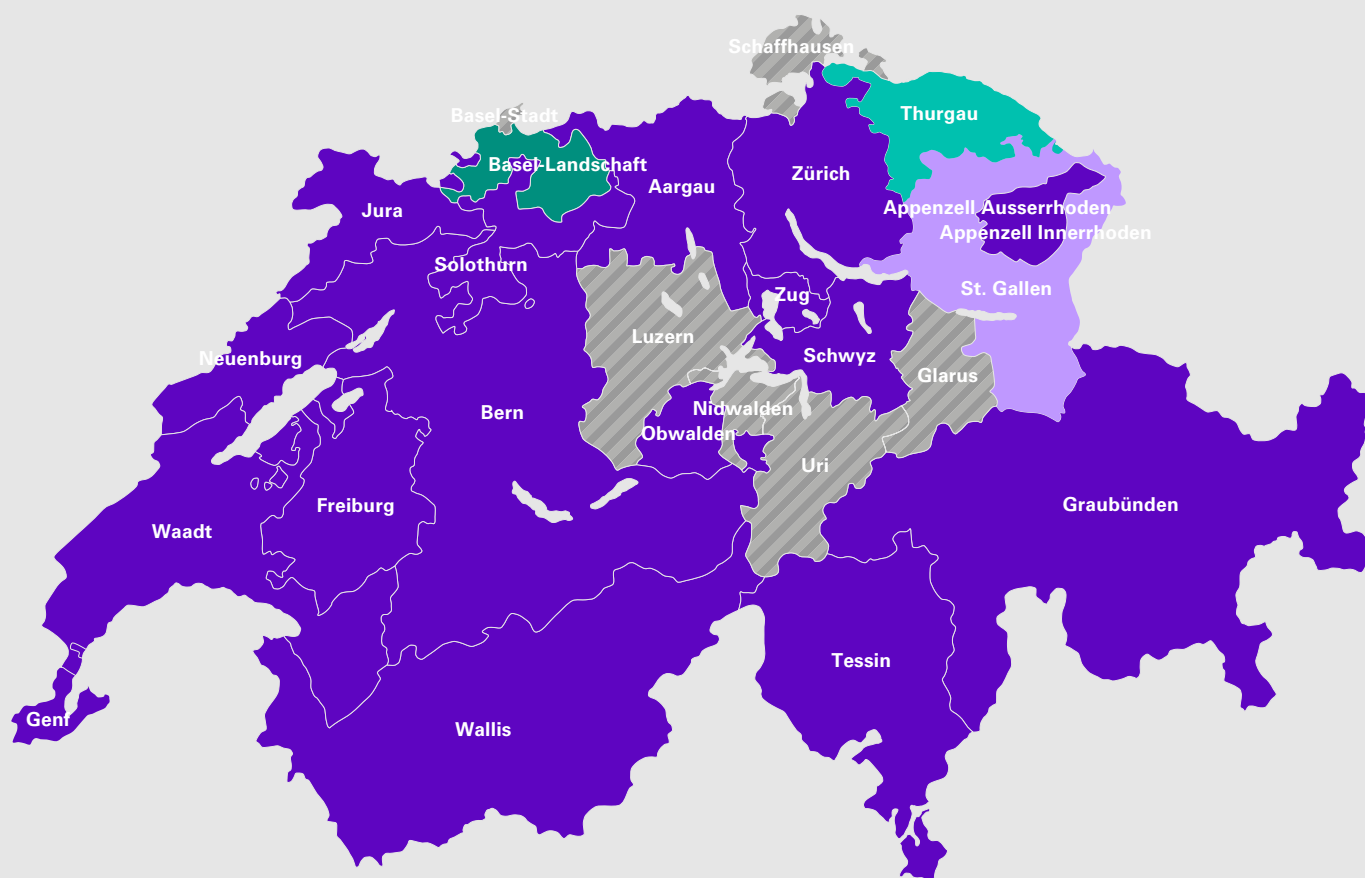 Schaffhausen
Basel-Stadt
Thurgau
Basel-Landschaft
Zürich
Aargau
Jura
Appenzell Ausserrhoden
Appenzell Innerrhoden
Solothurn
St. Gallen
Zug
Luzern
Schwyz
Neuenburg
Glarus
Nidwalden
Bern
Obwalden
Uri
Freiburg
Graubünden
Waadt
Tessin
Genf
Wallis